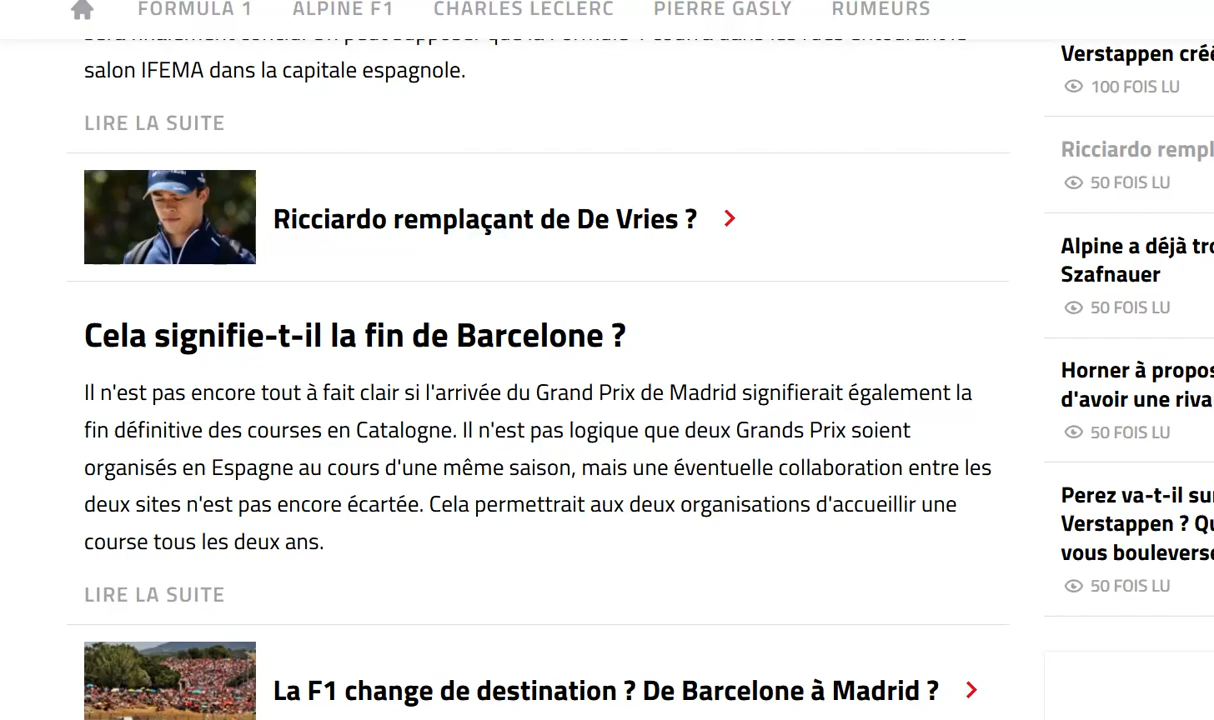 FORMULA 1 ALPINE F1 CHARLES LECLERC PIERRE GASLY RUMEURS
salon IFEMA dans la capitale espagnole.
LIRE LA SUITE
Ricciardo remplaçant de De Vries ?
Cela signifie-t-il la fin de Barcelone ?
Il n'est pas encore tout à fait clair si l'arrivée du Grand Prix de Madrid signifierait également la
fin définitive des courses en Catalogne. Il n'est pas logique que deux Grands Prix soient
organisés en Espagne au cours d'une même saison, mais une éventuelle collaboration entre les
deux sites n'est pas encore écartée. Cela permettrait aux deux organisations d'accueillir une
course tous les deux ans.
LIRE LA SUITE
La F1 change de destination ? De Barcelone à Madrid ?
Verstappen créé
100 FOIS LU
Ricciardo rempl
50 FOIS LU
Alpine a déjà tro
Szafnauer
50 FOIS LU
Horner à propos
d'avoir une riva
50 FOIS LU
Perez va-t-il su
Verstappen ? Qu
vous bouleverse
50 FOIS LU